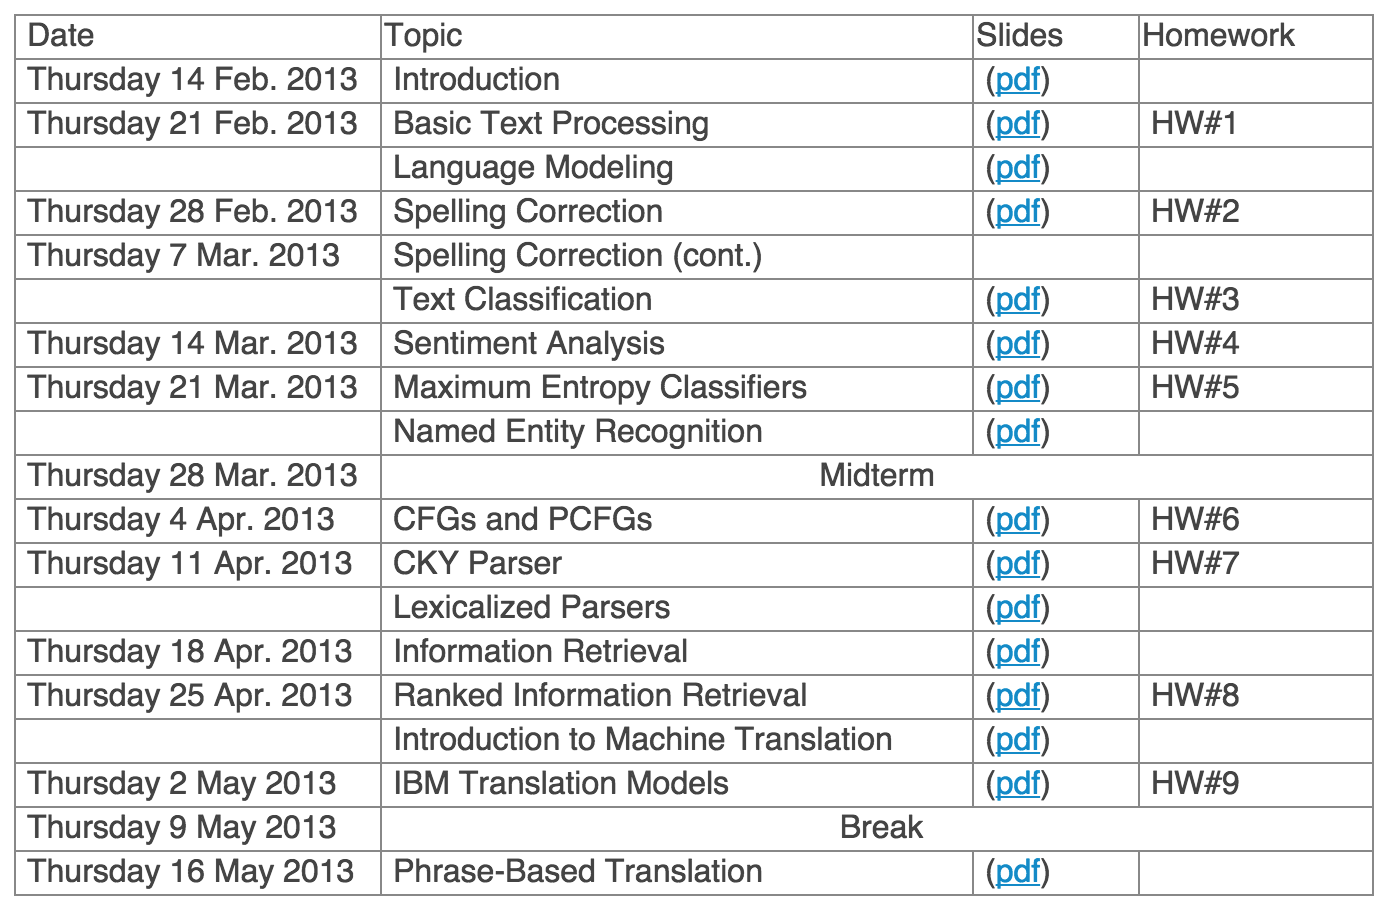 Date Topic Slides Homework
Thursday 14 Feb. 2013 Introduction (pdf)
Thursday 21 Feb. 2013 Basic Text Processing (pdf) HW#1
Language Modeling (pdf)
Thursday 28 Feb. 2013 Spelling Correction (pdf) HW#2
Thursday 7 Mar. 2013 Spelling Correction (cont.)
Text Classification (pdf) HW#3
Thursday 14 Mar. 2013 Sentiment Analysis (pdf) HW#4
Thursday 21 Mar. 2013 Maximum Entropy Classifiers (pdf) HW#5
Named Entity Recognition (pdf)
Thursday 28 Mar. 2013 Midterm
Thursday 4 Apr. 2013 CFGs and PCFGs (pdf) HW#6
Thursday 11 Apr. 2013 CKY Parser (pdf) HW#7
Lexicalized Parsers (pdf)
Thursday 18 Apr. 2013 Information Retrieval (pdf)
Thursday 25 Apr. 2013 Ranked Information Retrieval (pdf) HW#8
Introduction to Machine Translation (pdf)
Thursday 2 May 2013 IBM Translation Models (pdf) HW#9
Thursday 9 May 2013 Break
Thursday 16 May 2013 Phrase-Based Translation (pdf)